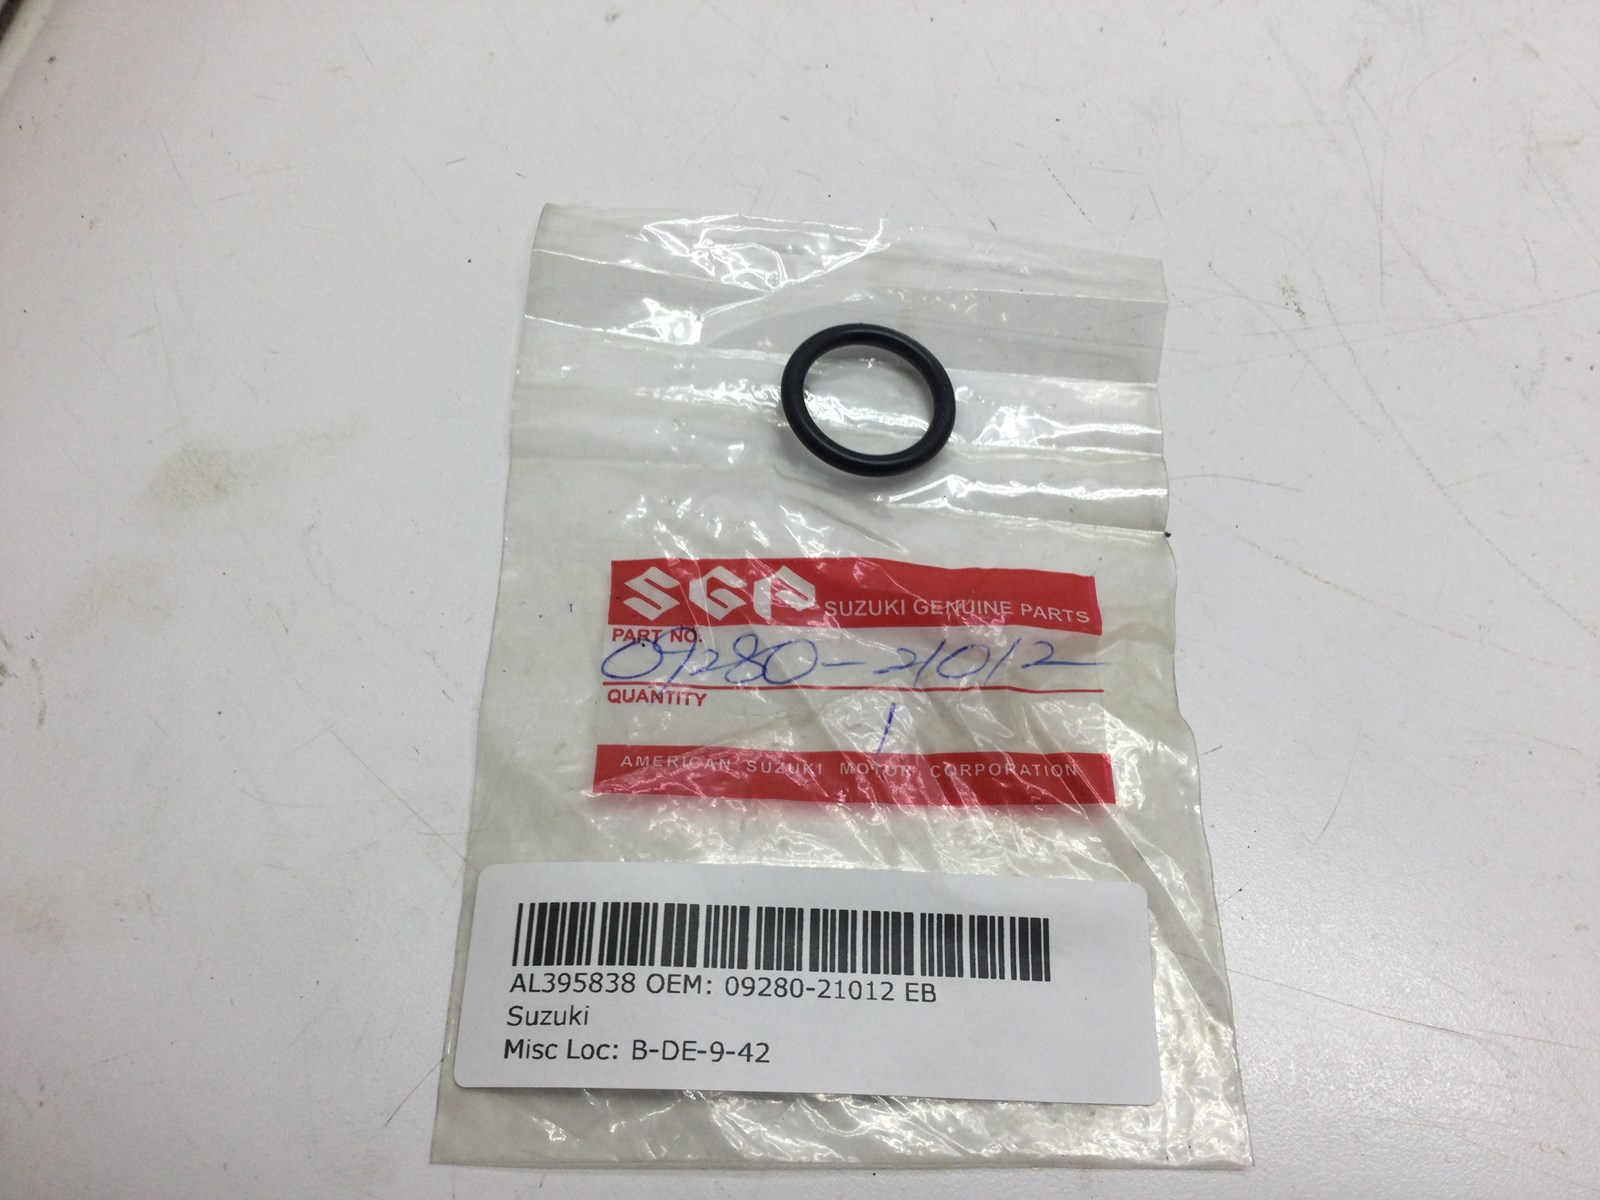 SGP SUZUKI GENUINE PARTS
PART NO.
09280-21012
QUANTITY
1
AMERICAN SUZUKI MOTOR CORPORATION
AL395838 OEM: 09280-21012 EB
Suzuki
Misc Loc: B-DE-9-42